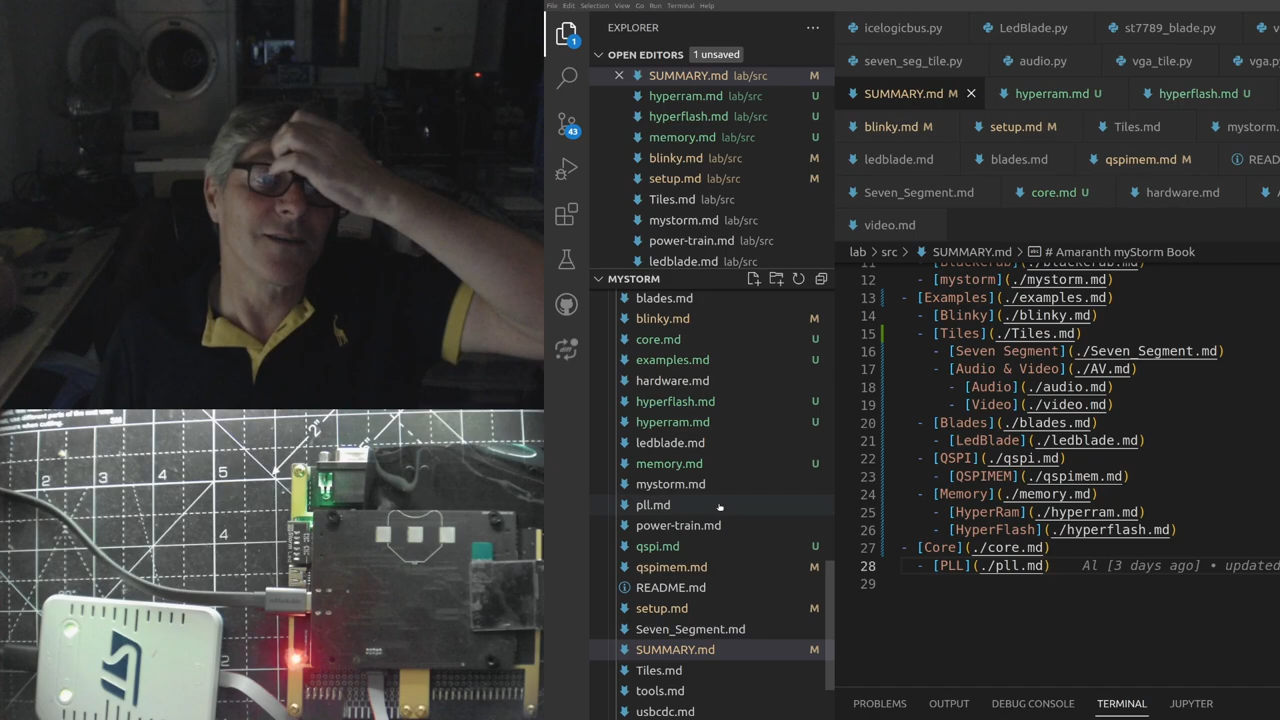 File Edit Selection View Go Run Terminal Help
EXPLORER
OPEN EDITORS 1 unsaved
SUMMARY.md lab/src M
hyperram.md lab/src U
hyperflash.md lab/src U
memory.md lab/src U
blinky.md lab/src M
setup.md lab/src M
Tiles.md lab/src
mystorm.md lab/src
power-train.md lab/src
ledblade.md lab/src
MYSTORM
blades.md
blinky.md M
core.md U
examples.md U
hardware.md
hyperflash.md U
hyperram.md U
ledblade.md
memory.md U
mystorm.md
pll.md
power-train.md
qspi.md U
qspimem.md M
README.md
setup.md M
Seven_Segment.md
SUMMARY.md M
Tiles.md
tools.md
usbcdc.md
1
43
icelogicbus.py LedBlade.py st7789_blade.py
seven_seg_tile.py audio.py vga_tile.py vga.py
SUMMARY.md M hyperram.md U hyperflash.md U
blinky.md M setup.md M Tiles.md mystorm.
ledblade.md blades.md qspimem.md M READ
Seven_Segment.md core.md U hardware.md
video.md
lab > src > SUMMARY.md > # Amaranth myStorm Book
12 - [mystorm](./mystorm.md)
13 - [Examples](./examples.md)
14 - [Blinky](./blinky.md)
15 - [Tiles](./Tiles.md)
16 - [Seven Segment](./Seven_Segment.md)
17 - [Audio & Video](./AV.md)
18 - [Audio](./audio.md)
19 - [Video](./video.md)
20 - [Blades](./blades.md)
21 - [LedBlade](./ledblade.md)
22 - [QSPI](./qspi.md)
23 - [QSPIMEM](./qspimem.md)
24 - [Memory](./memory.md)
25 - [HyperRam](./hyperram.md)
26 - [HyperFlash](./hyperflash.md)
27 - [Core](./core.md)
28 - [PLL](./pll.md) Al [3 days ago] • updated
29
PROBLEMS OUTPUT DEBUG CONSOLE TERMINAL JUPYTER
2"
2 3 4 5